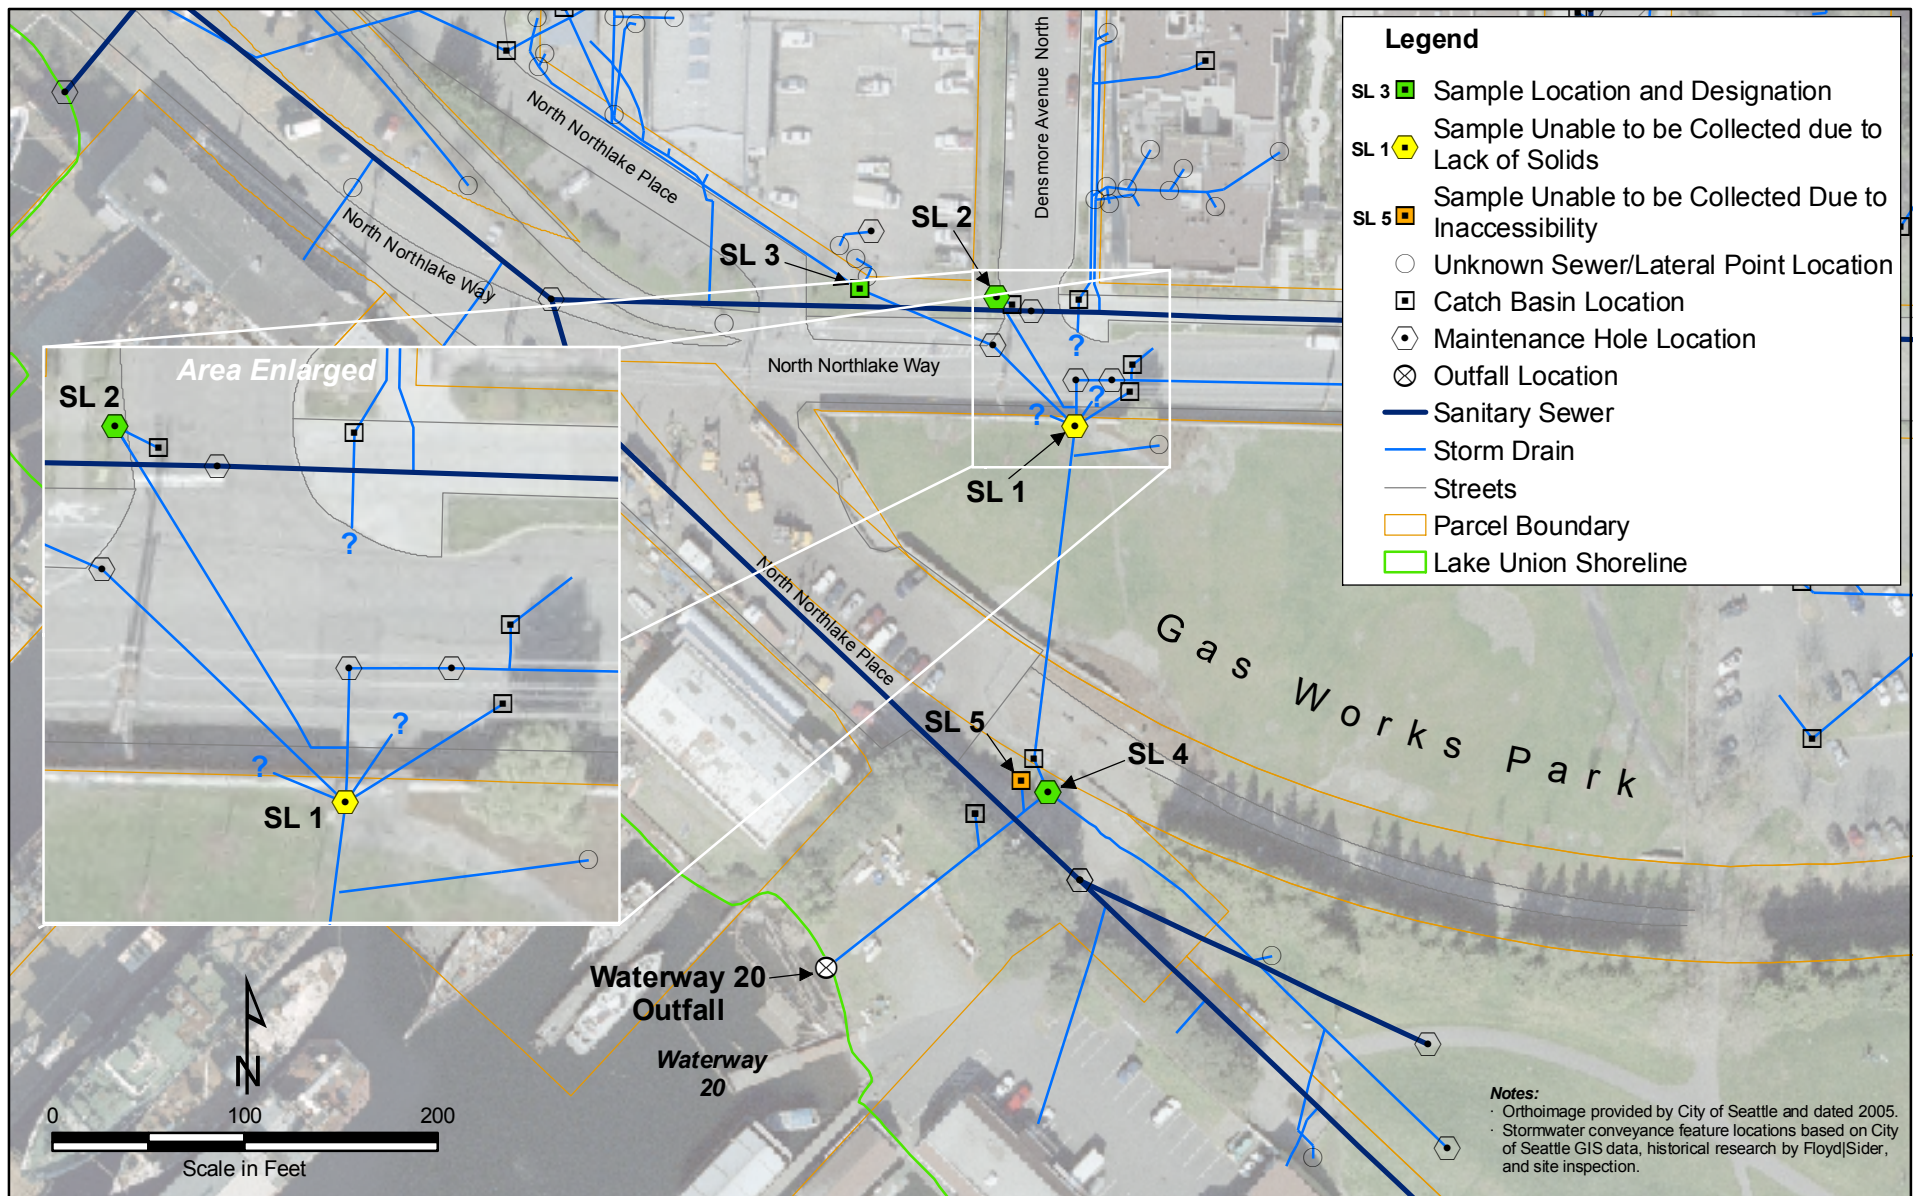 Legend
SL 3 Sample Location and Designation
SL 1 Sample Unable to be Collected due to
Lack of Solids
SL 5 Sample Unable to be Collected Due to
Inaccessibility
Unknown Sewer/Lateral Point Location
Catch Basin Location
Maintenance Hole Location
Outfall Location
Sanitary Sewer
Storm Drain
Streets
Parcel Boundary
Lake Union Shoreline
North Northlake Place
Densmore Avenue North
North Northlake Way
SL 2
SL 3
North Northlake Way
?
?
?
SL 1
Area Enlarged
SL 2
?
?
?
SL 1
North Northlake Place
Gas Works Park
SL 5
SL 4
Waterway 20
Outfall
Waterway
20
N
0 100 200
Scale in Feet
Notes:
· Orthoimage provided by City of Seattle and dated 2005.
· Stormwater conveyance feature locations based on City
of Seattle GIS data, historical research by Floyd|Sider,
and site inspection.